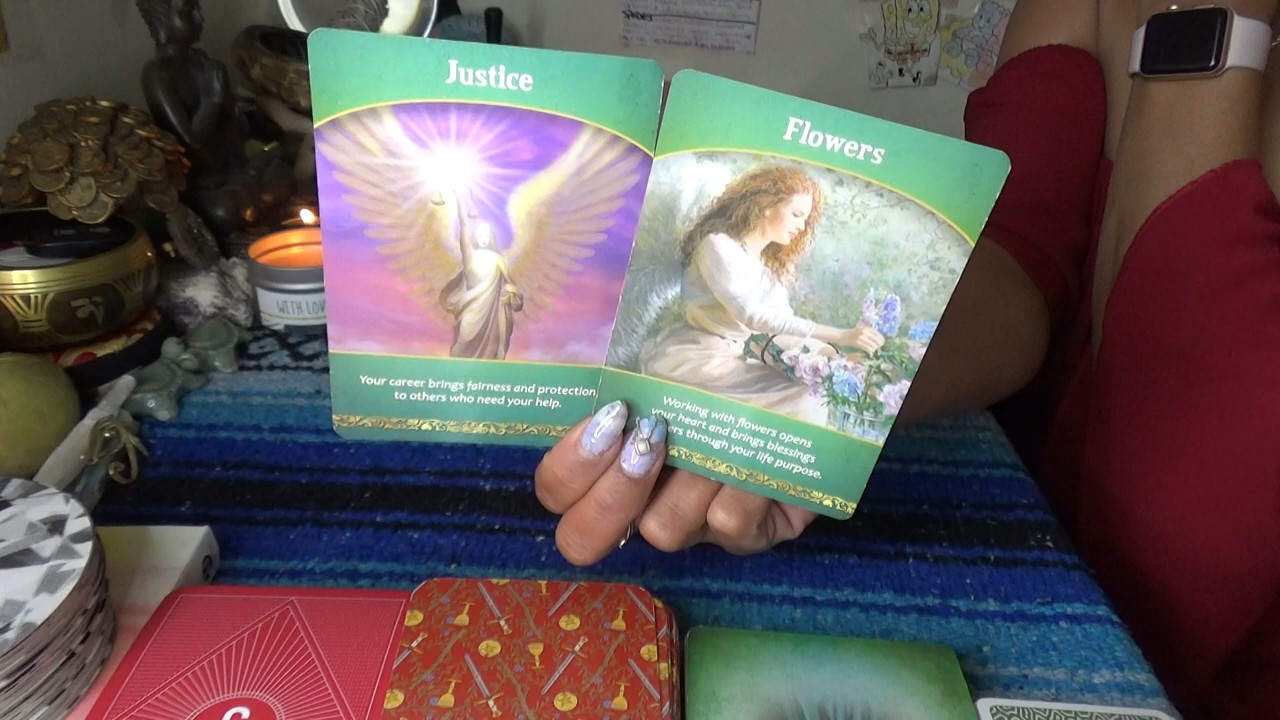 Justice
Your career brings fairness and protection
to others who need your help.
Flowers
Working with flowers opens
your heart and brings blessings
through your life purpose.
WITH LOV